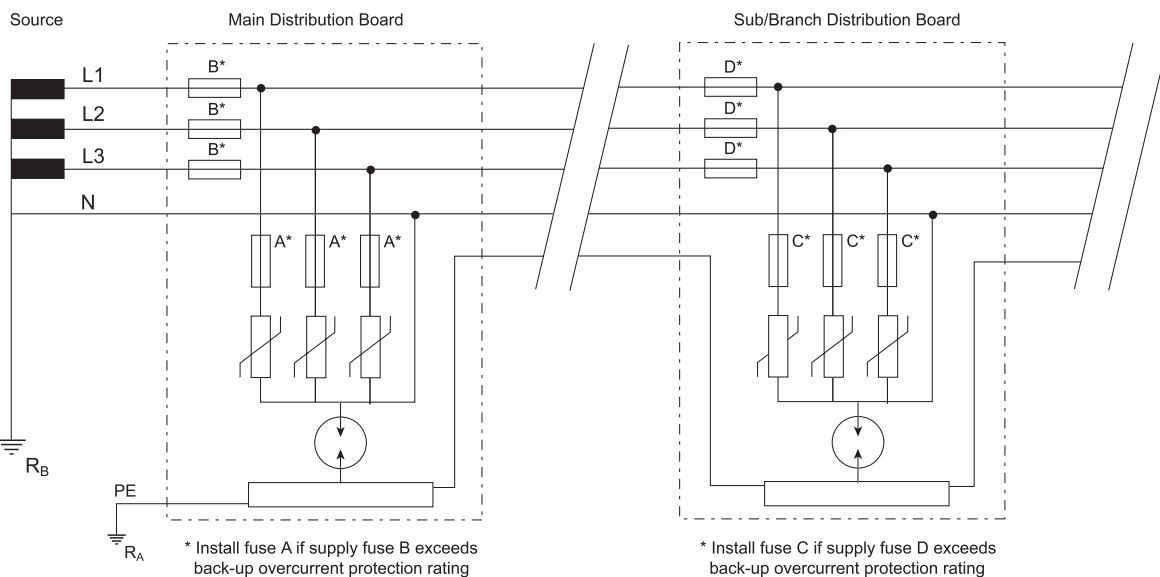 Source
Main Distribution Board
Sub/Branch Distribution Board
L1
B*
D*
L2
B*
D*
L3
B*
D*
N
A*
A*
A*
C*
C*
C*
RB
PE
RA
* Install fuse A if supply fuse B exceeds
back-up overcurrent protection rating
* Install fuse C if supply fuse D exceeds
back-up overcurrent protection rating